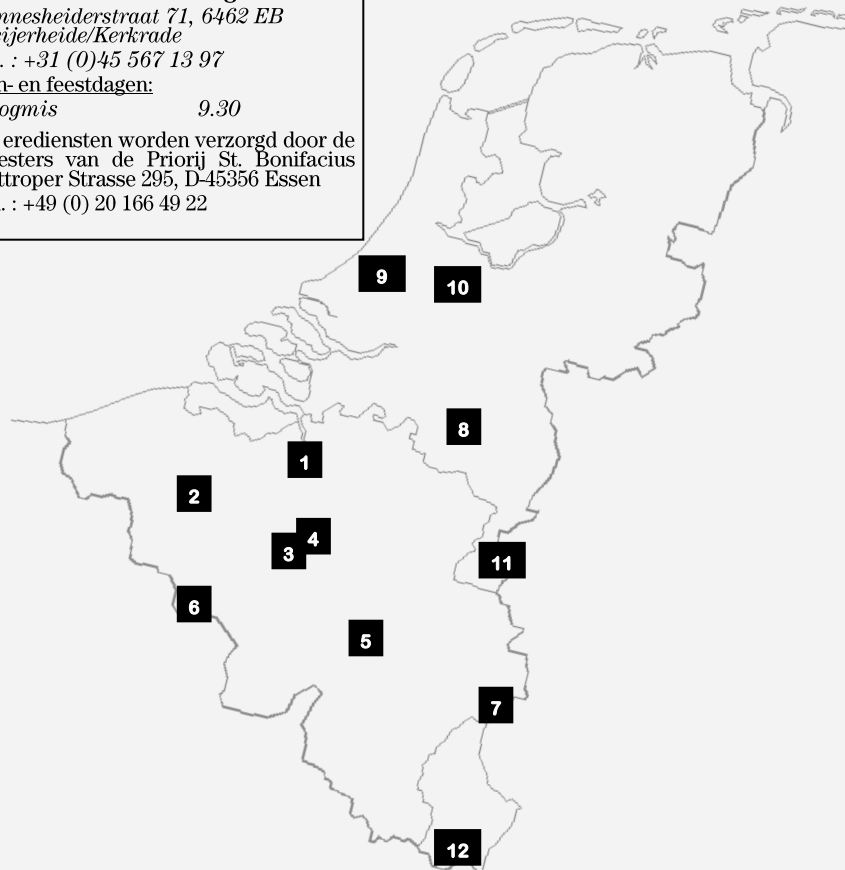 nnesheiderstraat 71, 6462 EB
eijerheide/Kerkrade
. : +31 (0)45 567 13 97
n- en feestdagen:
ogmis 9.30
erediensten worden verzorgd door de
esters van de Priorij St. Bonifacius
ttroper Strasse 295, D-45356 Essen
. : +49 (0) 20 166 49 22
9
10
8
1
2
4
3
11
6
5
7
12